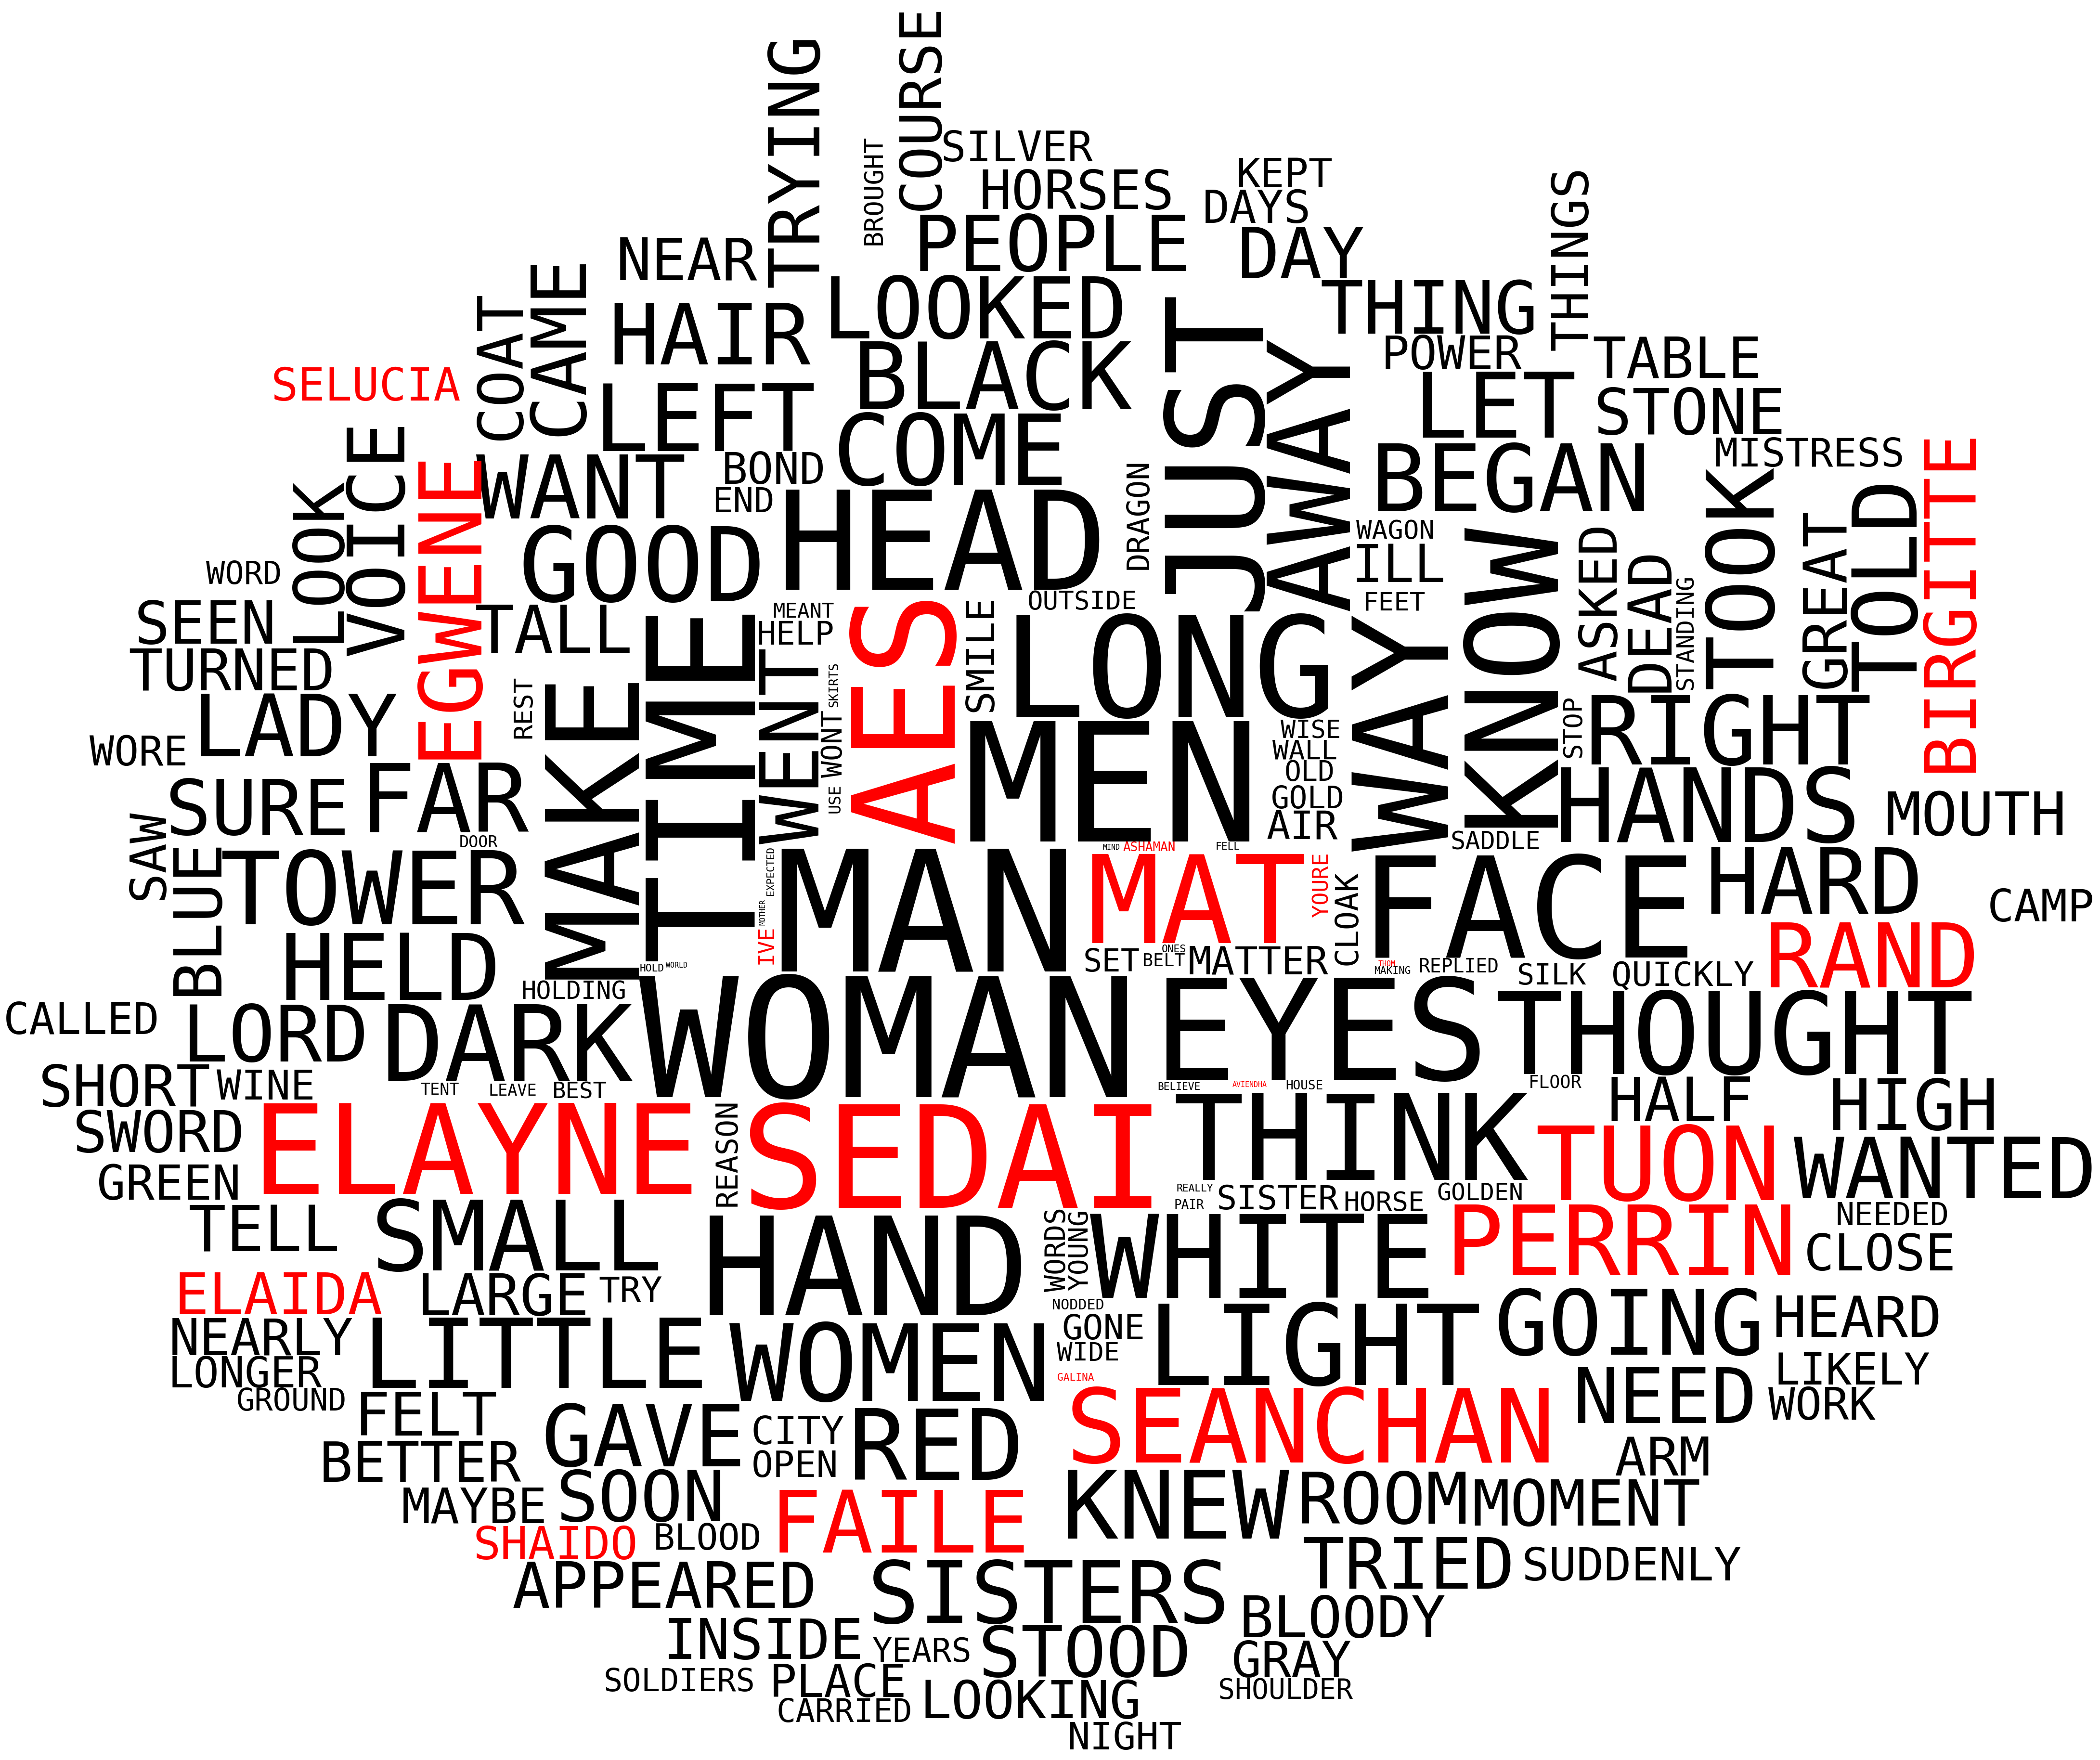 COURSE
TRYING
SILVER
BROUGHT
KEPT
HORSES
THINGS
DAYS
PEOPLE
DAY
NEAR
CAME
LOOKED
THING
COAT
HAIR
JUST
POWER
TABLE
BLACK
AWAY
SELUCIA
LET
STONE
LEFT
COME
VOICE
MISTRESS
BIRGITTE
BEGAN
WANT
BOND
EGWENE
DRAGON
TOOK
LOOK
END
HEAD
TOLD
WAGON
GOOD
KNOW
ASKED
GREAT
ILL
DEAD
WORD
STANDING
OUTSIDE
FEET
SEEN
TALL
MEANT
HELP
TIME
AES
SMILE
LONG
WAY
TURNED
WENT
SKIRTS
REST
MAKE
LADY
STOP
RIGHT
WONT
MEN
WISE
WORE
WALL
OLD
FAR
SURE
USE
GOLD
HANDS
MOUTH
AIR
SAW
DOOR
SADDLE
BLUE
TOWER
EXPECTED
MAN
MIND
ASHAMAN
FELL
MAT
YOURE
FACE
HARD
CLOAK
CAMP
MOTHER
IVE
RAND
HELD
SET
BELT
ONES
MATTER
HOLD
WORLD
THOM
MAKING
REPLIED
SILK
QUICKLY
HOLDING
CALLED
LORD
DARK
WOMAN
EYES
THOUGHT
SHORT
WINE
TENT
LEAVE
BEST
BELIEVE
AVIENDHA
HOUSE
FLOOR
HALF
HIGH
SWORD
ELAYNE
REASON
SEDAI
THINK
TUON
WANTED
GREEN
REALLY
PAIR
SISTER
HORSE
GOLDEN
TELL
SMALL
HAND
WORDS
YOUNG
WHITE
PERRIN
NEEDED
CLOSE
ELAIDA
LARGE
TRY
NODDED
GONE
LIGHT
GOING
HEARD
NEARLY
LITTLE
WOMEN
WIDE
LONGER
GALINA
LIKELY
GROUND
FELT
SEANCHAN
NEED
WORK
GAVE
CITY
RED
BETTER
OPEN
ARM
MAYBE
SOON
KNEW
ROOM
MOMENT
FAILE
SHAIDO
BLOOD
TRIED
SUDDENLY
APPEARED
SISTERS
BLOODY
INSIDE
YEARS
STOOD
GRAY
SOLDIERS
PLACE
SHOULDER
CARRIED
LOOKING
NIGHT